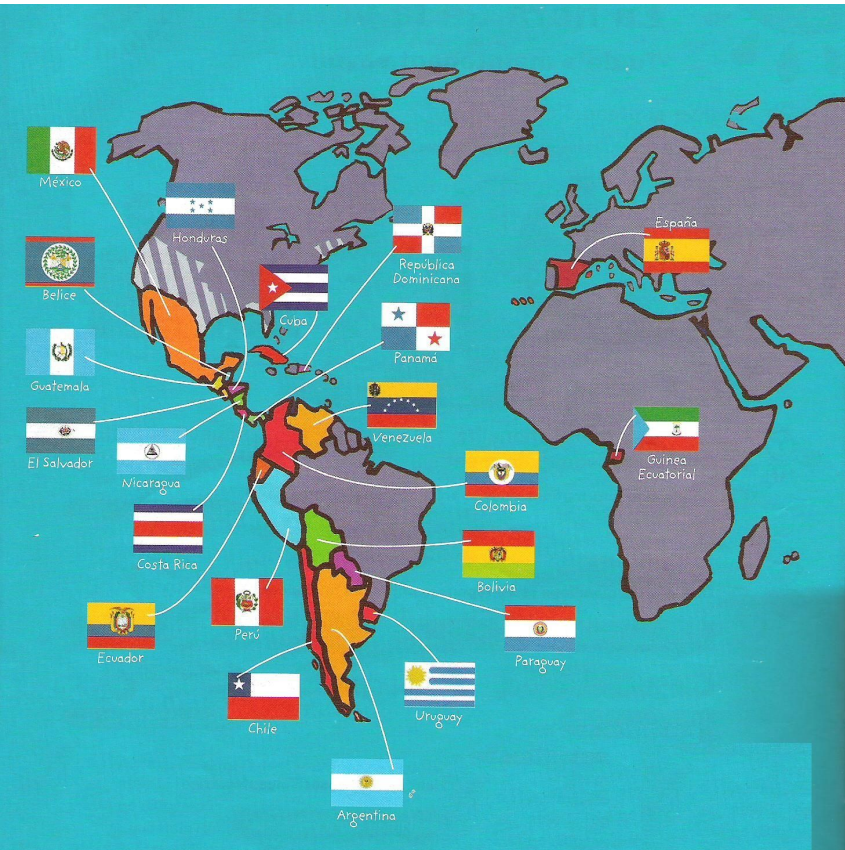 México
Honduras
España
República
Dominicana
Belice
Cuba
Panamá
Guatemala
Venezuela
El Salvador
Nicaragua
Guinea
Ecuatorial
Colombia
Costa Rica
Bolivia
Perú
Ecuador
Paraguay
Uruguay
Chile
Argentina